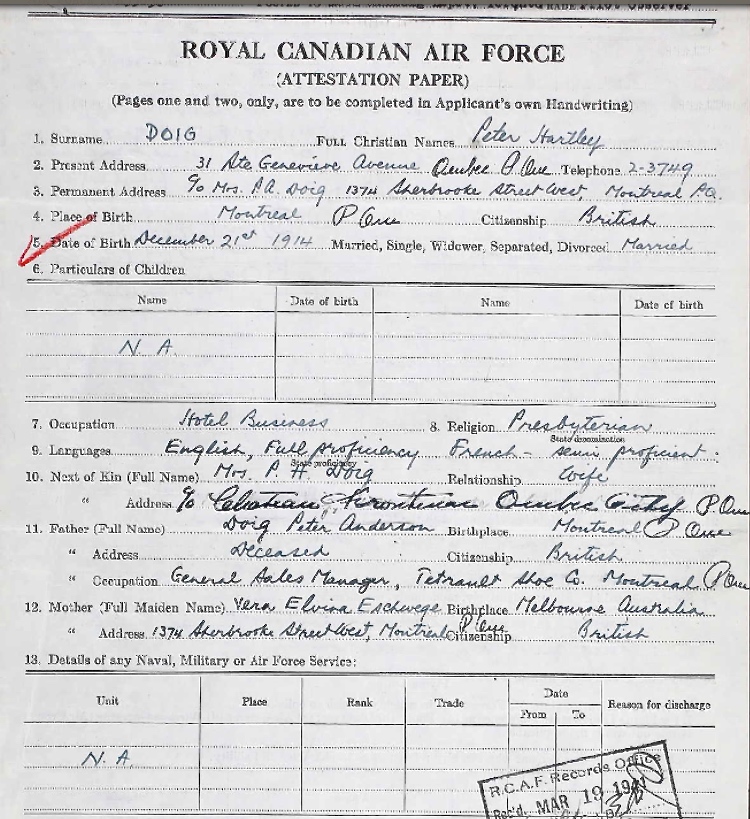 ROYAL CANADIAN AIR FORCE
(ATTESTATION PAPER)
(Pages one and two, only, are to be completed in Applicant's own Handwriting)
1. Surname DOIG FULL Christian Names Peter Hartley
2. Present Address 31 Ste Geneviève Avenue Quebec P. Que Telephone 2-3749
3. Permanent Address c/o Mrs. P.A. Doig 1374 Sherbrooke Street West, Montreal P.Q.
4. Place of Birth Montreal P Que Citizenship British
5. Date of Birth December 21st 1914 Married, Single, Widower, Separated, Divorced Married
6. Particulars of Children
Name Date of birth Name Date of birth
N. A.
7. Occupation Hotel Business 8. Religion Presbyterian
State denomination
9. Languages English, Full proficiency French - semi proficient.
State proficiency
10. Next of Kin (Full Name) Mrs. P. H. Doig Relationship Wife
" Address c/o Chateau Frontenac Quebec City P. Que
11. Father (Full Name) Doig Peter Anderson Birthplace Montreal P Que
" Address Deceased Citizenship British
" Occupation General Sales Manager, Tetrault Shoe Co. Montreal P Que
12. Mother (Full Maiden Name) Vera Elvina Eschwege Birthplace Melbourne Australia
" Address 1374 Sherbrooke Street West, Montreal P. Que Citizenship British
13. Details of any Naval, Military or Air Force Service:
Unit Place Rank Trade Date Reason for discharge
From To
N. A.
R.C.A.F. Records Office
Rec'd. MAR 19 1941